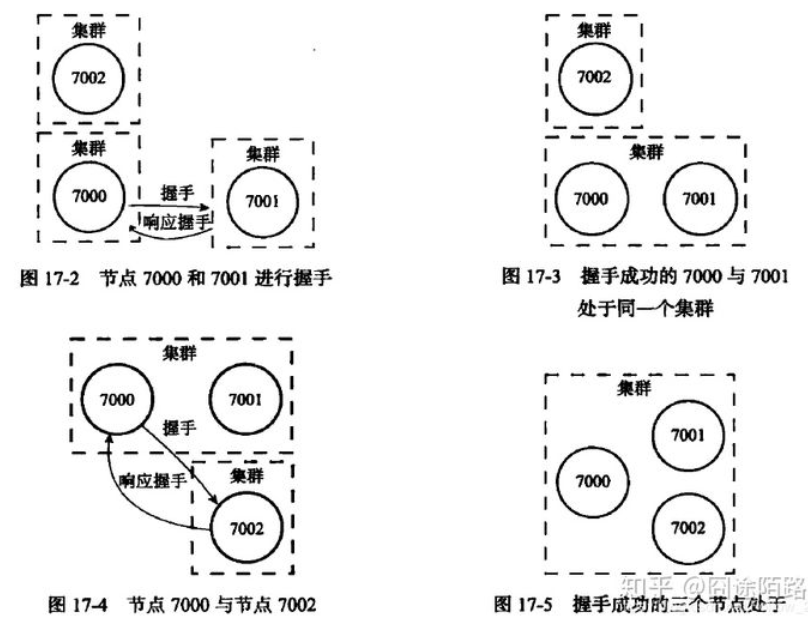 集群
7002
集群
7000
握手
响应握手
集群
7001
图 17-2 节点 7000 和 7001 进行握手
集群
7002
集群
7000
7001
图 17-3 握手成功的 7000 与 7001
处于同一个集群
集群
7000
7001
握手
响应握手
集群
7002
图 17-4 节点 7000 与节点 7002
集群
7001
7000
7002
图 17-5 握手成功的三个节点处于
知乎 @囧途陌路